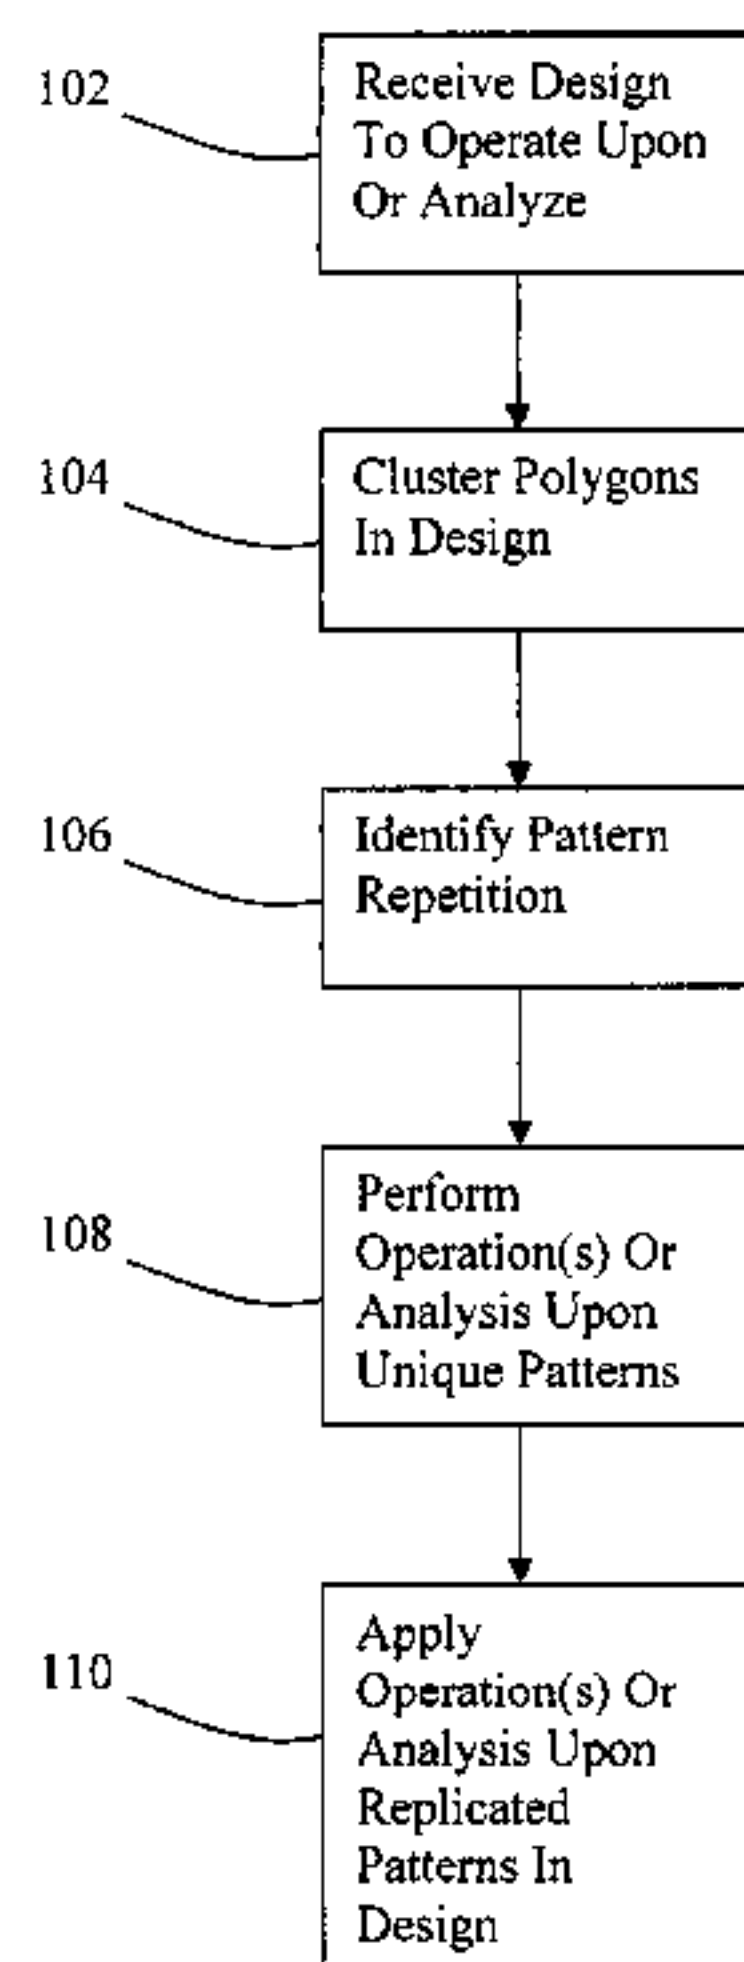 102
Receive Design
To Operate Upon
Or Analyze
104
Cluster Polygons
In Design
106
Identify Pattern
Repetition
108
Perform
Operation(s) Or
Analysis Upon
Unique Patterns
110
Apply
Operation(s) Or
Analysis Upon
Replicated
Patterns In
Design